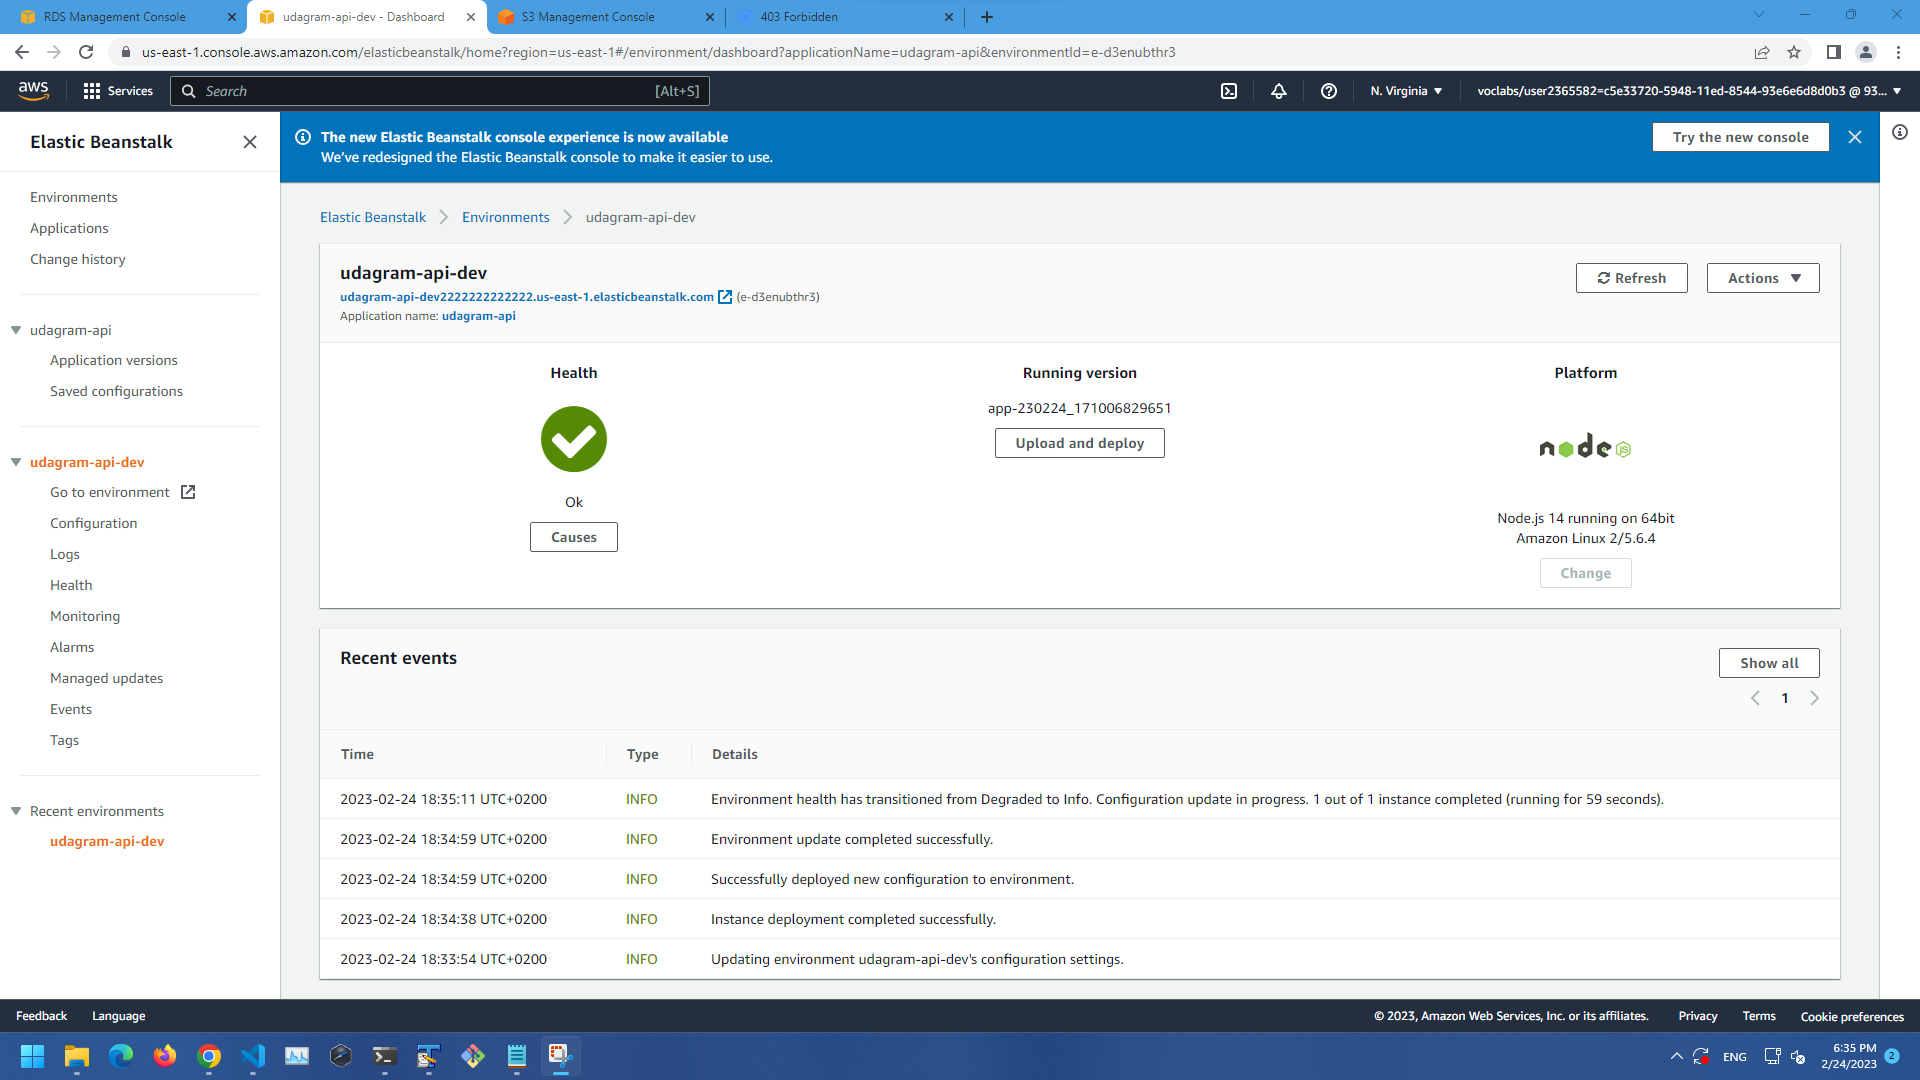 RDS Management Console
udagram-api-dev - Dashboard
S3 Management Console
403 Forbidden
us-east-1.console.aws.amazon.com/elasticbeanstalk/home?region=us-east-1#/environment/dashboard?applicationName=udagram-api&environmentId=e-d3enubthr3
aws
Services
Search
[Alt+S]
N. Virginia
voclabs/user2365582=c5e33720-5948-11ed-8544-93e6e6d8d0b3 @ 93...
Elastic Beanstalk
Environments
Applications
Change history
udagram-api
Application versions
Saved configurations
udagram-api-dev
Go to environment
Configuration
Logs
Health
Monitoring
Alarms
Managed updates
Events
Tags
Recent environments
udagram-api-dev
The new Elastic Beanstalk console experience is now available
We've redesigned the Elastic Beanstalk console to make it easier to use.
Try the new console
Elastic Beanstalk
Environments
udagram-api-dev
udagram-api-dev
udagram-api-dev2222222222222.us-east-1.elasticbeanstalk.com (e-d3enubthr3)
Application name: udagram-api
Refresh
Actions
Health
Ok
Causes
Running version
app-230224_171006829651
Upload and deploy
Platform
node
JS
Node.js 14 running on 64bit
Amazon Linux 2/5.6.4
Change
Recent events
Show all
1
Time Type Details
2023-02-24 18:35:11 UTC+0200 INFO Environment health has transitioned from Degraded to Info. Configuration update in progress. 1 out of 1 instance completed (running for 59 seconds).
2023-02-24 18:34:59 UTC+0200 INFO Environment update completed successfully.
2023-02-24 18:34:59 UTC+0200 INFO Successfully deployed new configuration to environment.
2023-02-24 18:34:38 UTC+0200 INFO Instance deployment completed successfully.
2023-02-24 18:33:54 UTC+0200 INFO Updating environment udagram-api-dev's configuration settings.
Feedback
Language
© 2023, Amazon Web Services, Inc. or its affiliates.
Privacy
Terms
Cookie preferences
ENG
6:35 PM
2/24/2023
2